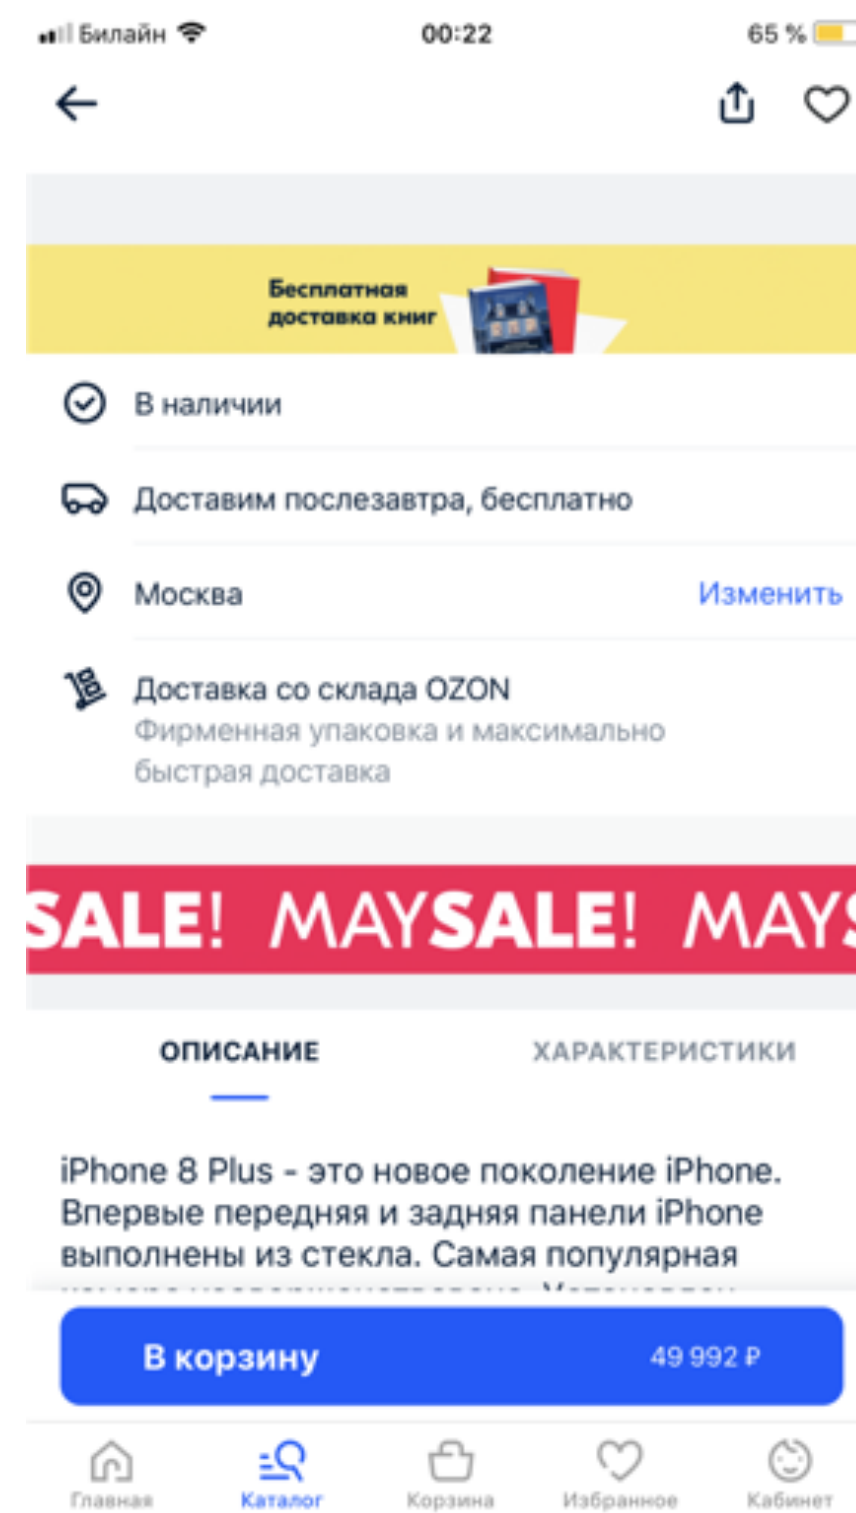 Билайн 00:22 65 %
Бесплатная
доставка книг
В наличии
Доставим послезавтра, бесплатно
Москва Изменить
Доставка со склада OZON
Фирменная упаковка и максимально
быстрая доставка
SALE! MAYSALE! MAYS
ОПИСАНИЕ ХАРАКТЕРИСТИКИ
iPhone 8 Plus - это новое поколение iPhone.
Впервые передняя и задняя панели iPhone
выполнены из стекла. Самая популярная
В корзину 49 992 ₽
Главная Каталог Корзина Избранное Кабинет